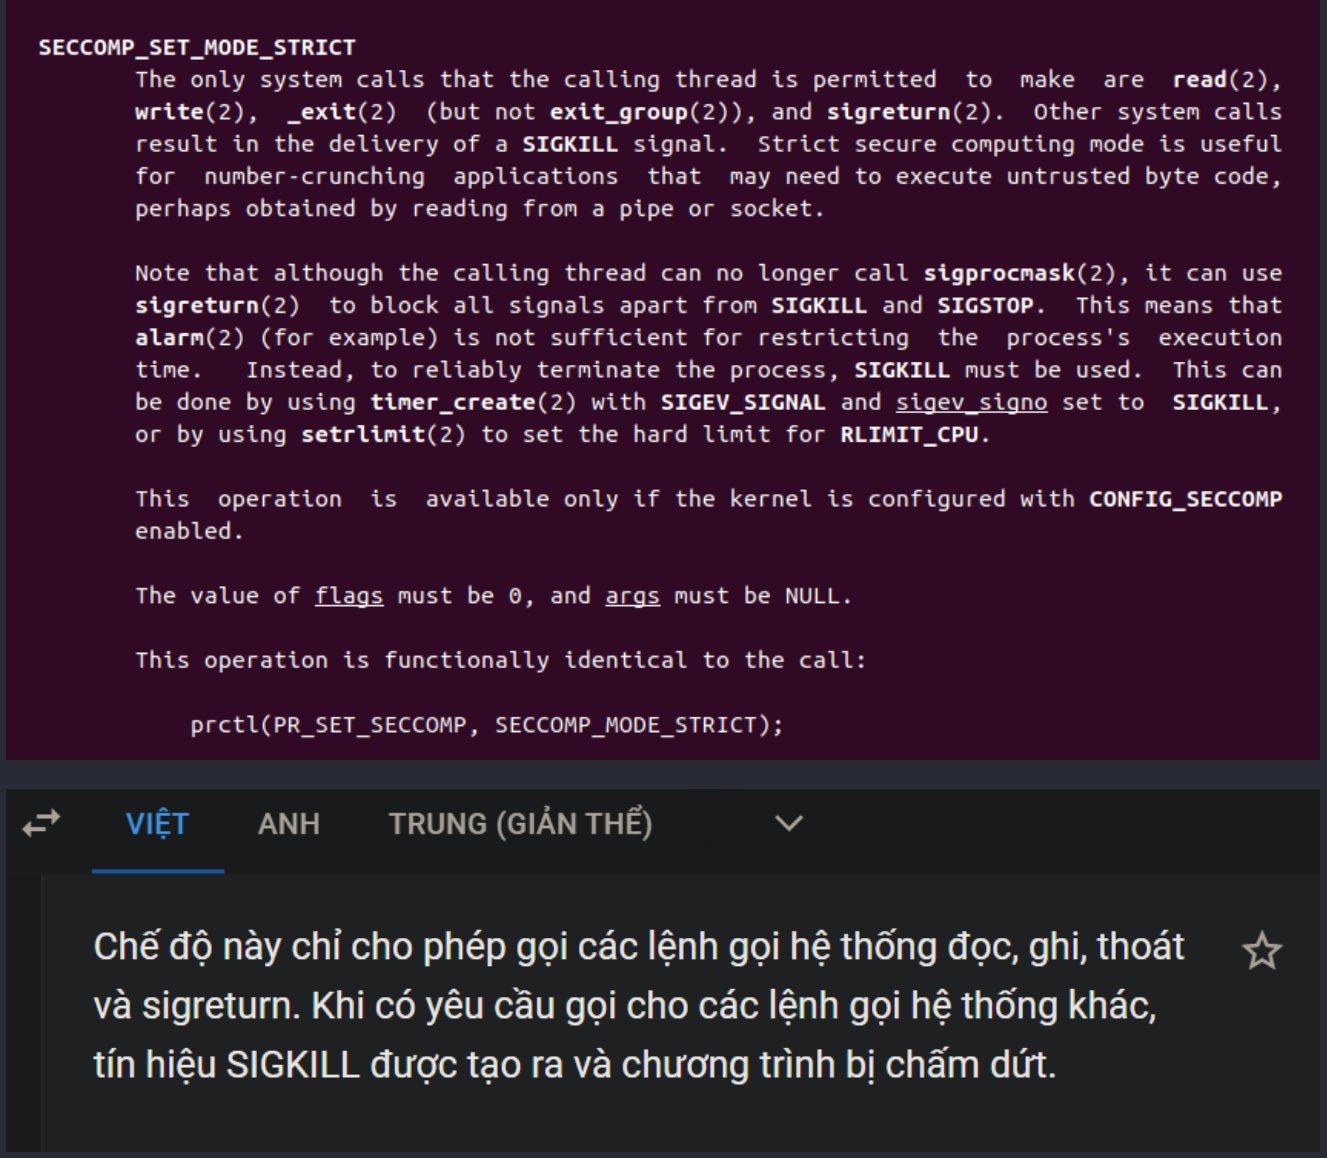 SECCOMP_SET_MODE_STRICT
The only system calls that the calling thread is permitted to make are read(2),
write(2), _exit(2) (but not exit_group(2)), and sigreturn(2). Other system calls
result in the delivery of a SIGKILL signal. Strict secure computing mode is useful
for number-crunching applications that may need to execute untrusted byte code,
perhaps obtained by reading from a pipe or socket.
Note that although the calling thread can no longer call sigprocmask(2), it can use
sigreturn(2) to block all signals apart from SIGKILL and SIGSTOP. This means that
alarm(2) (for example) is not sufficient for restricting the process's execution
time. Instead, to reliably terminate the process, SIGKILL must be used. This can
be done by using timer_create(2) with SIGEV_SIGNAL and sigev_signo set to SIGKILL,
or by using setrlimit(2) to set the hard limit for RLIMIT_CPU.
This operation is available only if the kernel is configured with CONFIG_SECCOMP
enabled.
The value of flags must be 0, and args must be NULL.
This operation is functionally identical to the call:
prctl(PR_SET_SECCOMP, SECCOMP_MODE_STRICT);
VIỆT ANH TRUNG (GIẢN THỂ)
Chế độ này chỉ cho phép gọi các lệnh gọi hệ thống đọc, ghi, thoát
và sigreturn. Khi có yêu cầu gọi cho các lệnh gọi hệ thống khác,
tín hiệu SIGKILL được tạo ra và chương trình bị chấm dứt.